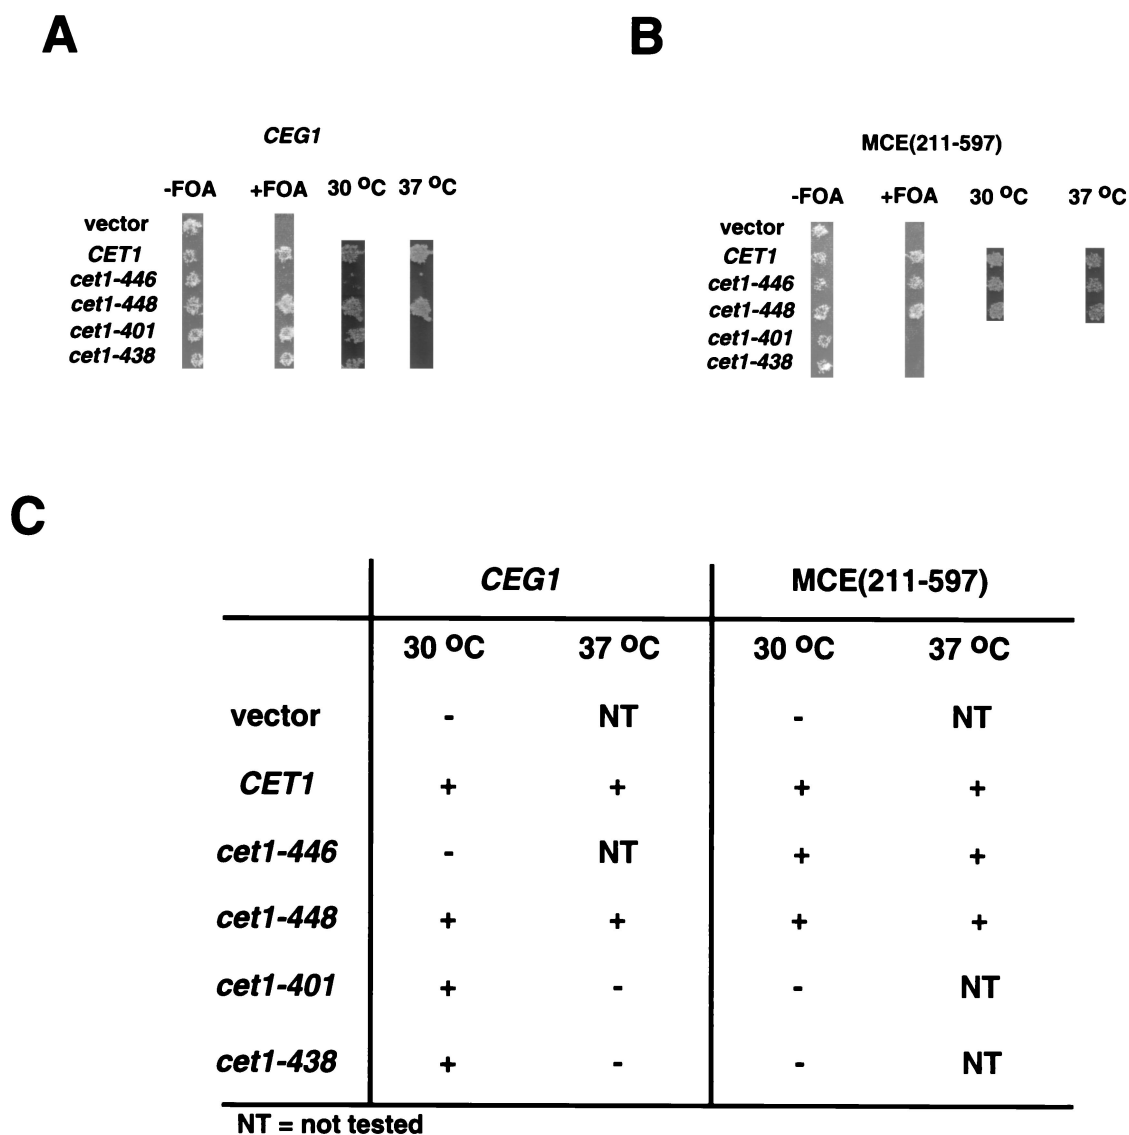 A
CEG1
-FOA +FOA 30 ºC 37 ºC
vector
CET1
cet1-446
cet1-448
cet1-401
cet1-438
B
MCE(211-597)
-FOA +FOA 30 ºC 37 ºC
vector
CET1
cet1-446
cet1-448
cet1-401
cet1-438
C
CEG1 MCE(211-597)
30 ºC 37 ºC 30 ºC 37 ºC
vector - NT - NT
CET1 + + + +
cet1-446 - NT + +
cet1-448 + + + +
cet1-401 + - - NT
cet1-438 + - - NT
NT = not tested